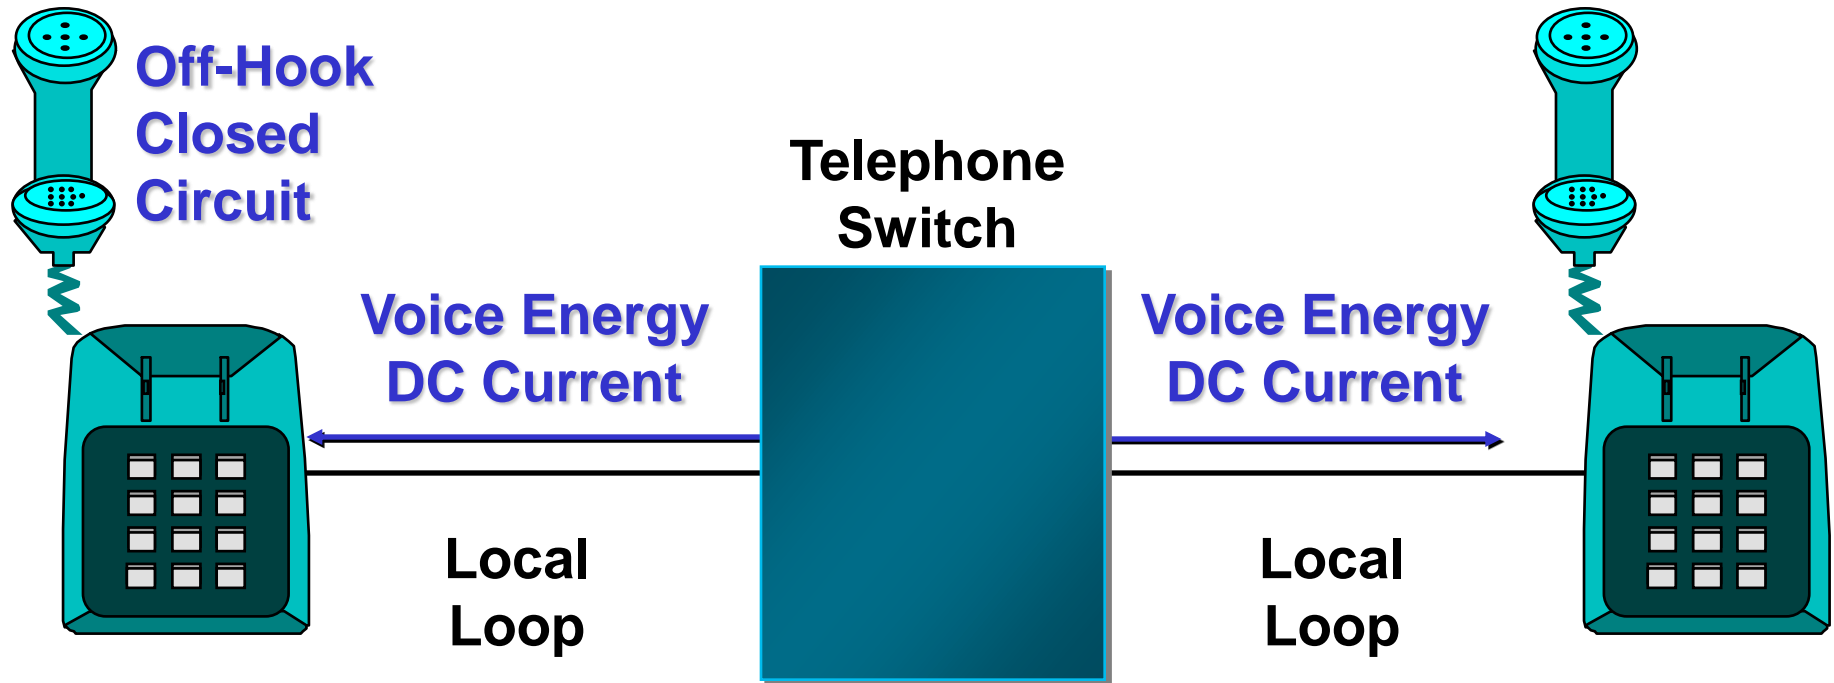 Off-Hook
Closed
Circuit
Telephone
Switch
Voice Energy
DC Current
Voice Energy
DC Current
Local
Loop
Local
Loop